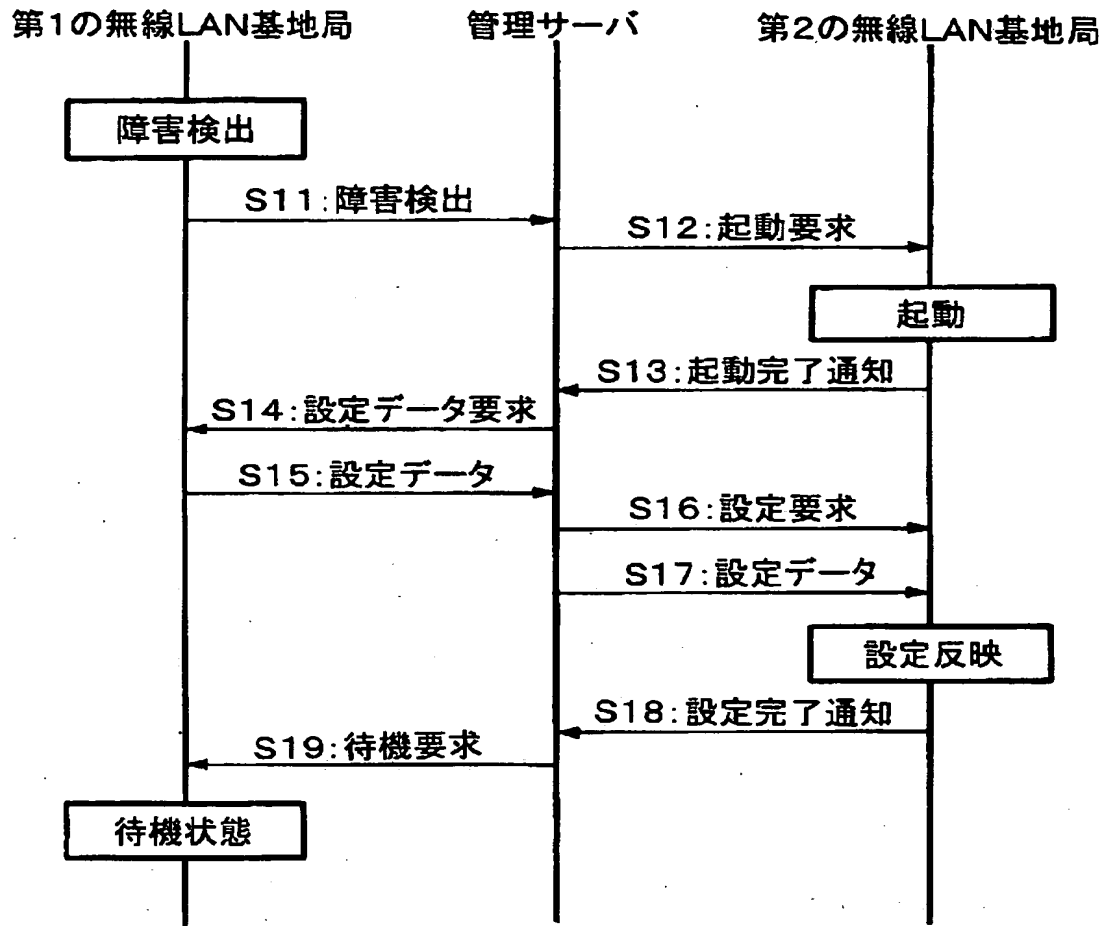 第1の無線LAN基地局
管理サーバ
第2の無線LAN基地局
障害検出
S11:障害検出
S12:起動要求
起動
S13:起動完了通知
S14:設定データ要求
S15:設定データ
S16:設定要求
S17:設定データ
設定反映
S18:設定完了通知
S19:待機要求
待機状態